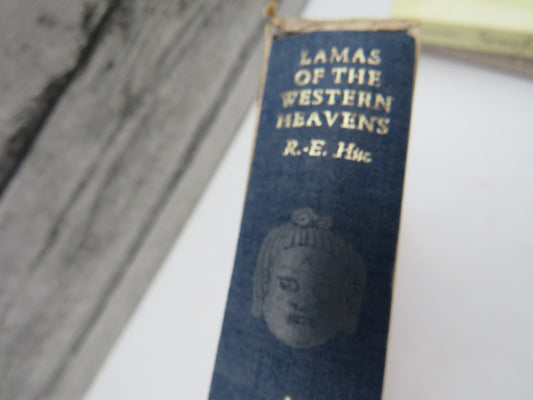 LAMAS
OF THE
WESTERN
HEAVENS
R.-E. Huc